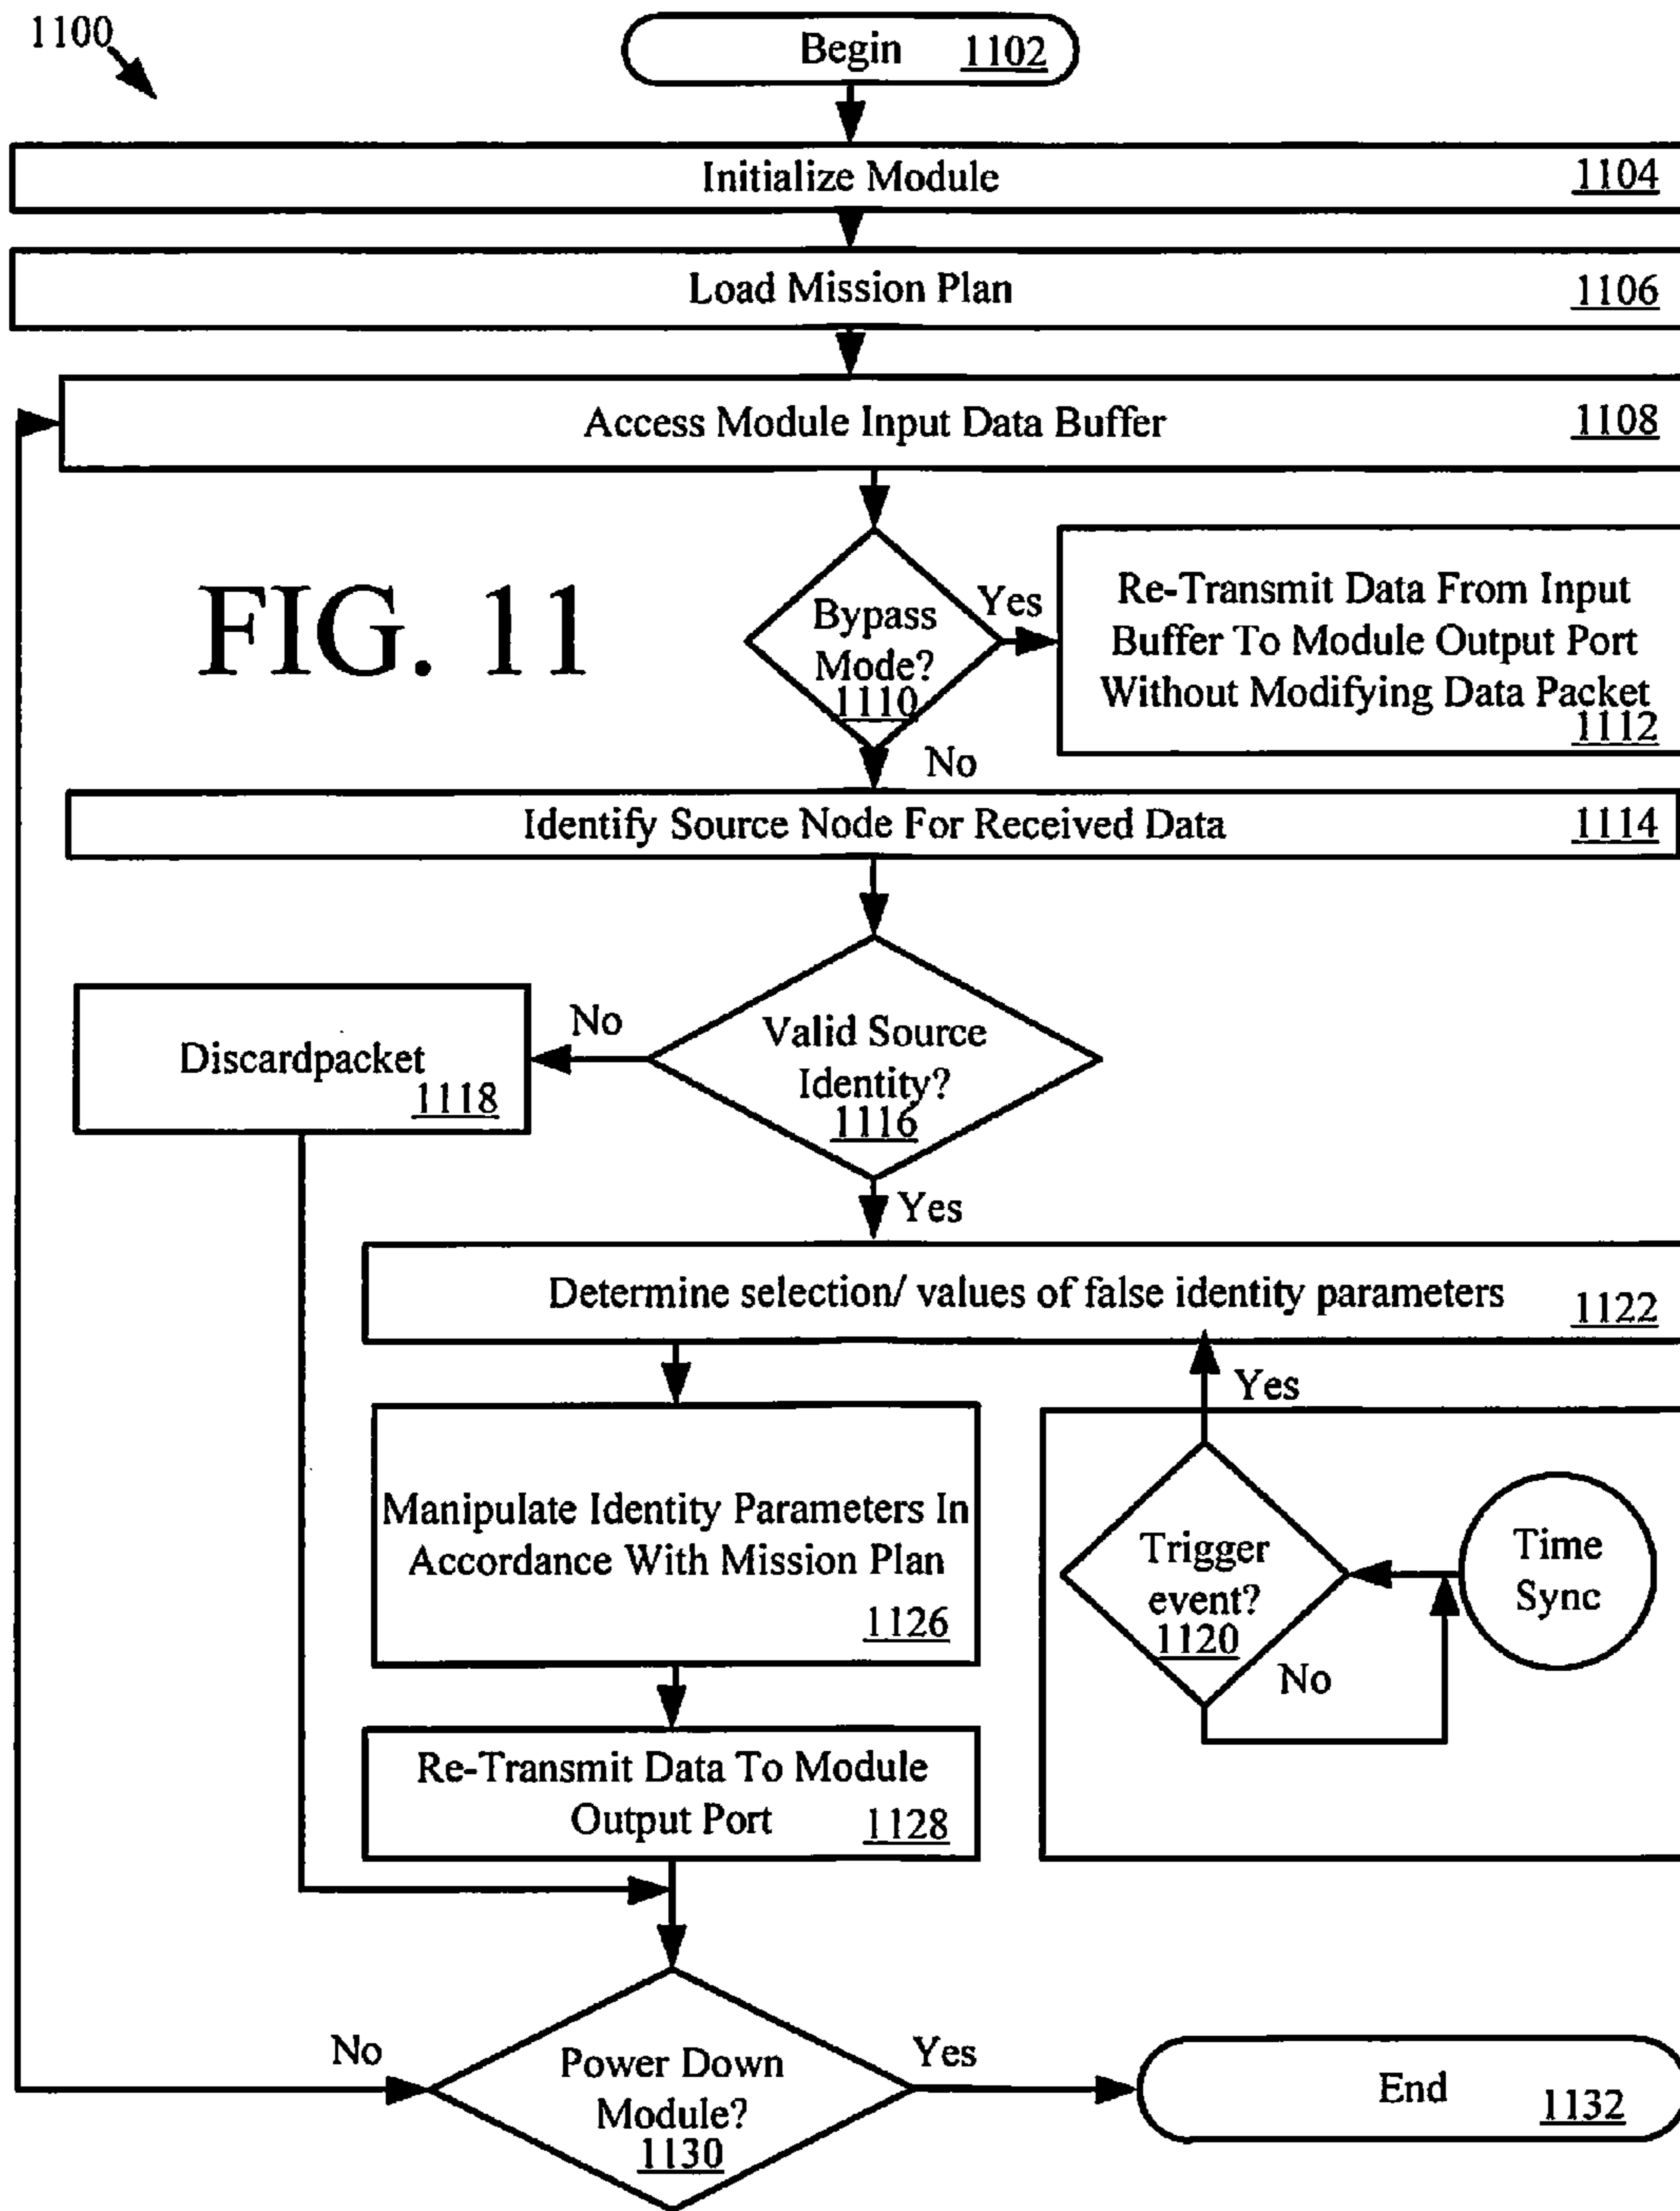 1100
Begin 1102
Initialize Module 1104
Load Mission Plan 1106
Access Module Input Data Buffer 1108
FIG. 11
Bypass
Mode?
1110
Yes
No
Re-Transmit Data From Input
Buffer To Module Output Port
Without Modifying Data Packet
1112
Identify Source Node For Received Data 1114
Valid Source
Identity?
1116
No
Yes
Discardpacket
1118
Determine selection/ values of false identity parameters 1122
Yes
Manipulate Identity Parameters In
Accordance With Mission Plan
1126
Trigger
event?
1120
No
Time
Sync
Re-Transmit Data To Module
Output Port 1128
No
Power Down
Module?
1130
Yes
End 1132